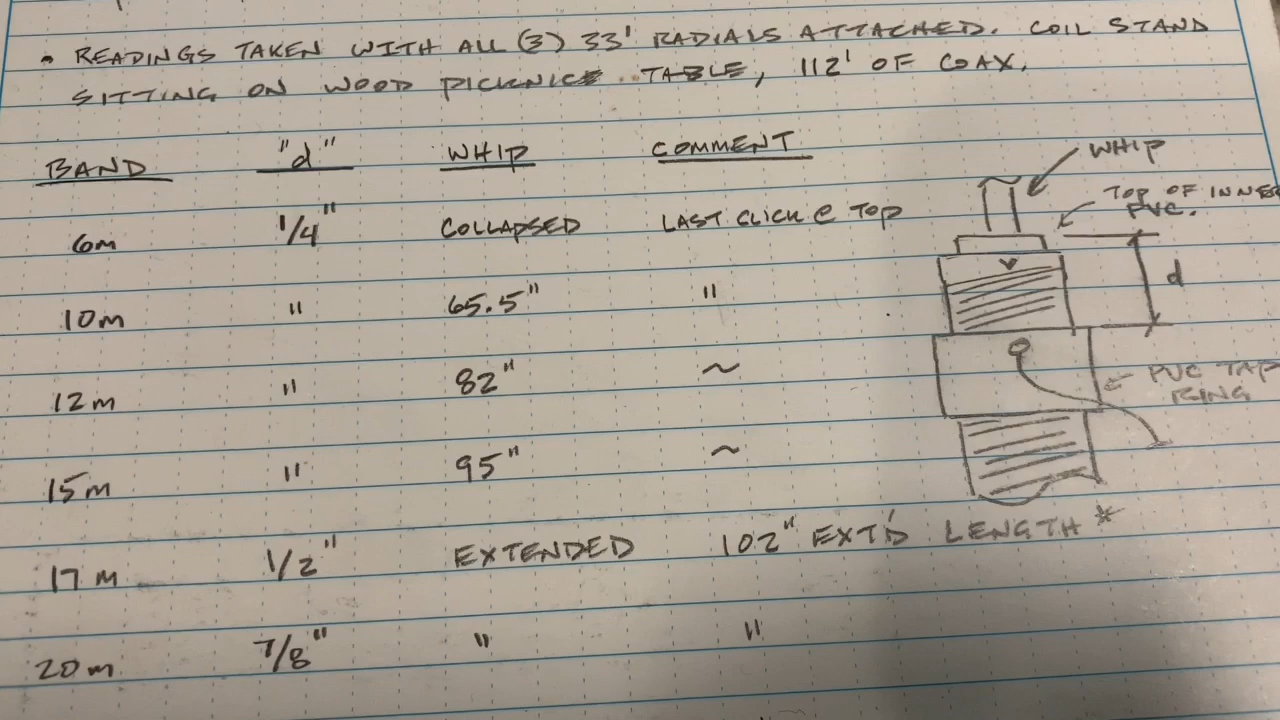 • READINGS TAKEN WITH ALL (3) 33' RADIALS ATTACHED. COIL STAND
SITTING ON WOOD PICKNICK TABLE, 112' OF COAX.
BAND "d" WHIP COMMENT
6m 1/4" COLLAPSED LAST CLICK @ TOP
10m " 65.5" "
12m " 82" ~
15m " 95" ~
17m 1/2" EXTENDED 102" EXT'D LENGTH *
20m 7/8" " "
WHIP
TOP OF INNER
PVC.
d
PVC TAP
RING